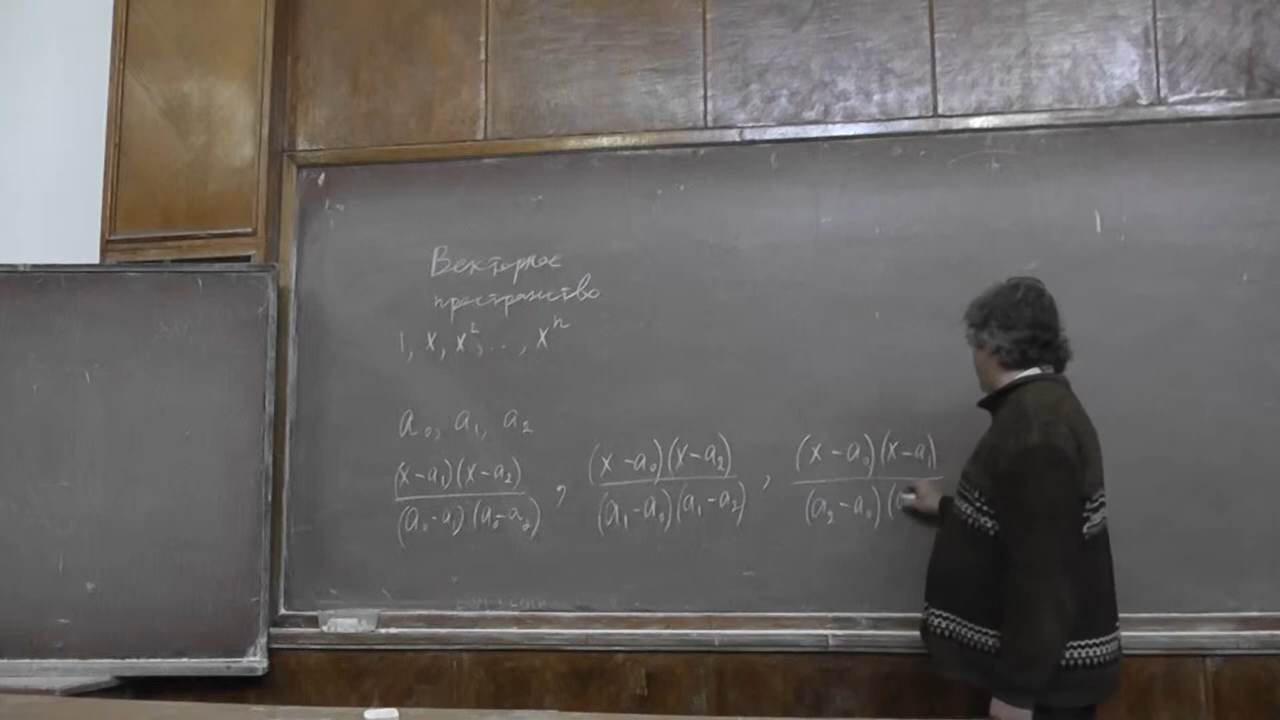 Векторное
пространство
1, x, x², ..., xⁿ
a₀, a₁, a₂
(x-a₁)(x-a₂)/(a₀-a₁)(a₀-a₂), (x-a₀)(x-a₂)/(a₁-a₀)(a₁-a₂), (x-a₀)(x-a₁)/(a₂-a₀)(a